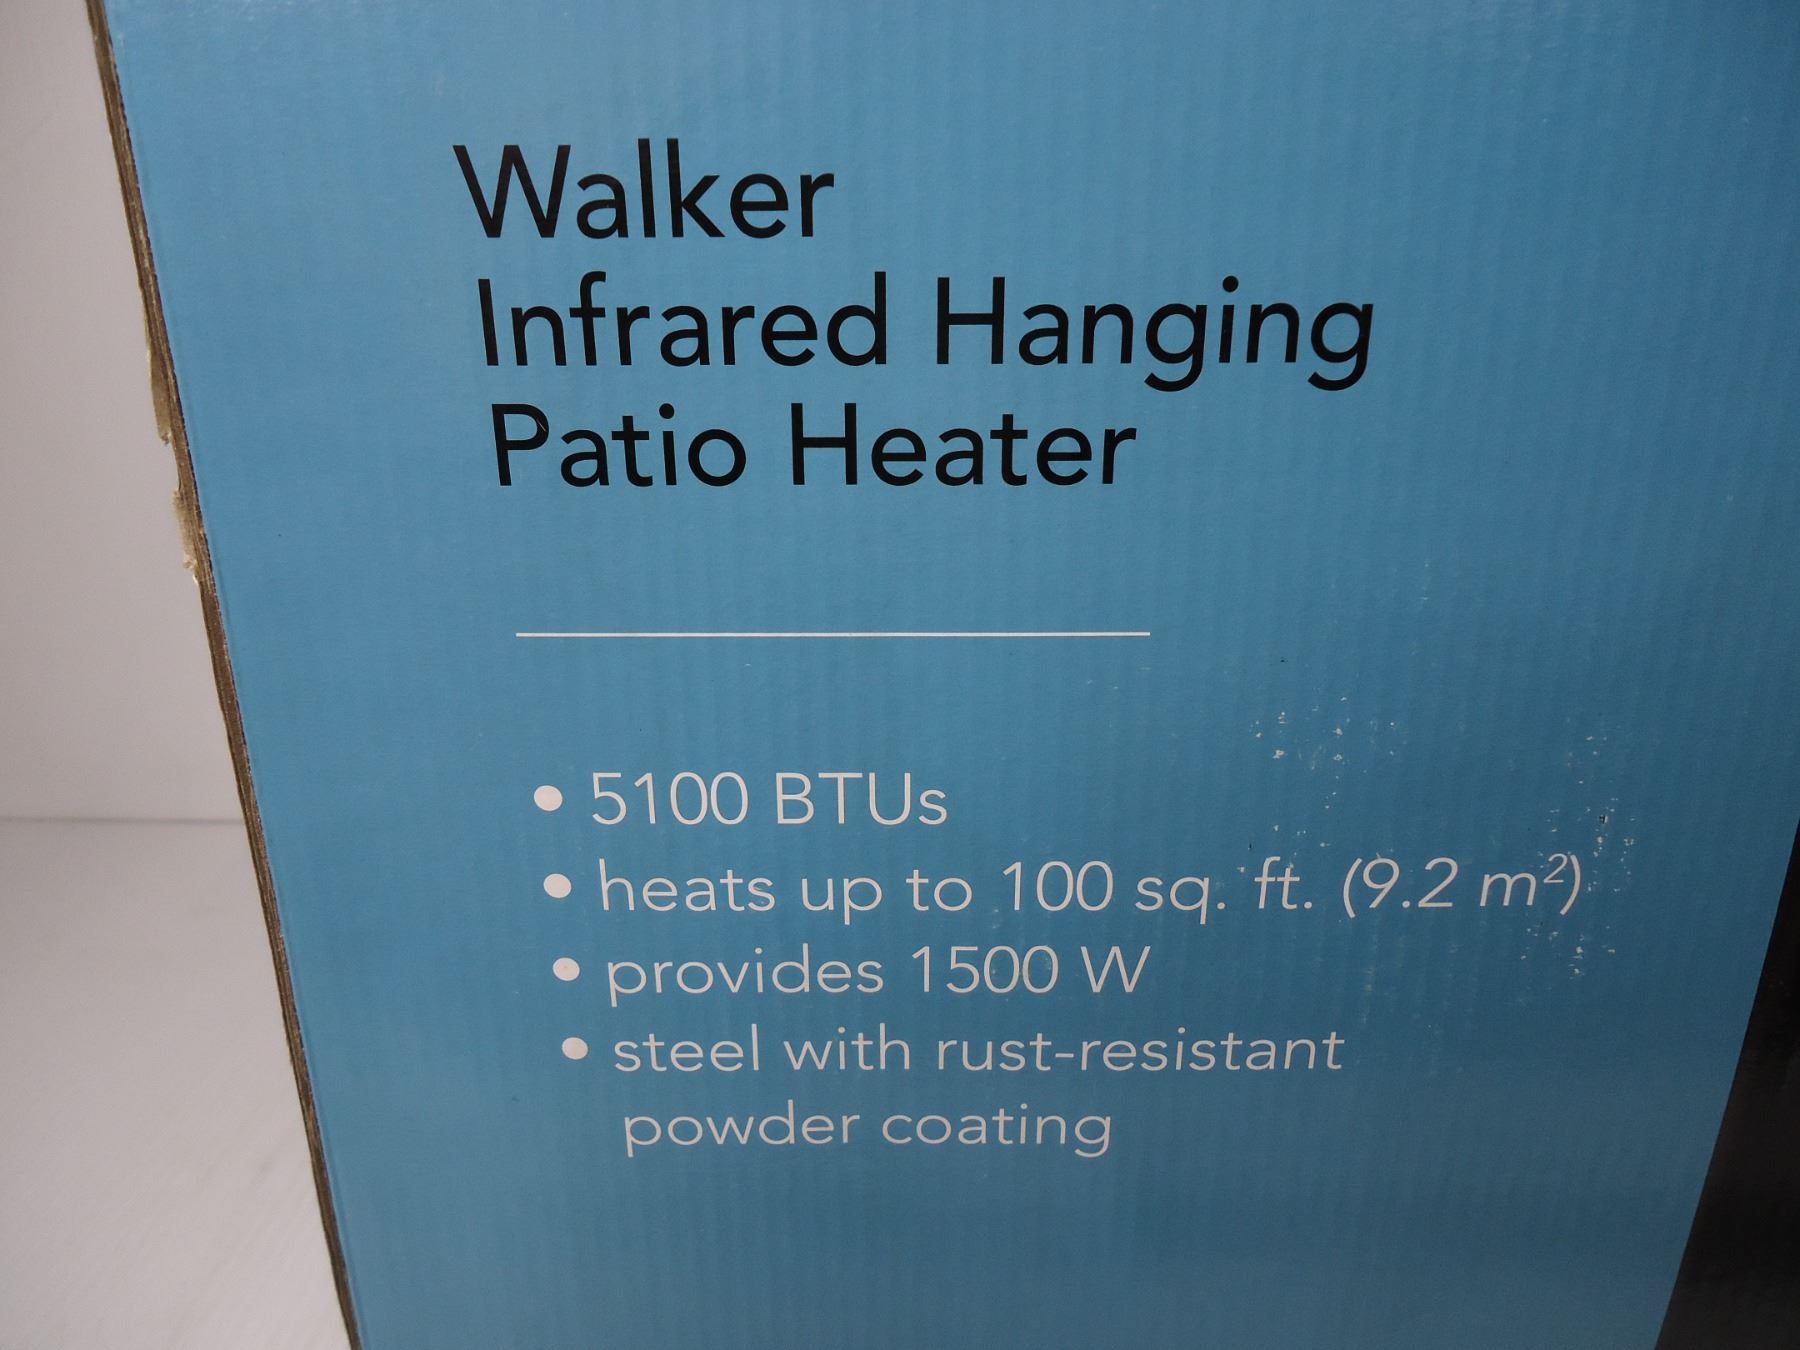 Walker
Infrared Hanging
Patio Heater
• 5100 BTUs
• heats up to 100 sq. ft. (9.2 m²)
• provides 1500 W
• steel with rust-resistant
powder coating